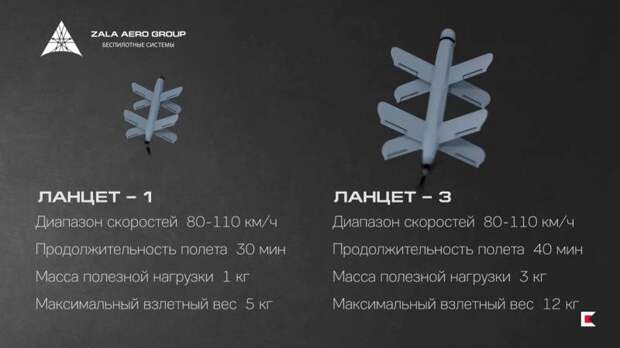 ZALA AERO GROUP
БЕСПИЛОТНЫЕ СИСТЕМЫ
ЛАНЦЕТ – 1
Диапазон скоростей 80-110 км/ч
Продолжительность полета 30 мин
Масса полезной нагрузки 1 кг
Максимальный взлетный вес 5 кг
ЛАНЦЕТ – 3
Диапазон скоростей 80-110 км/ч
Продолжительность полета 40 мин
Масса полезной нагрузки 3 кг
Максимальный взлетный вес 12 кг